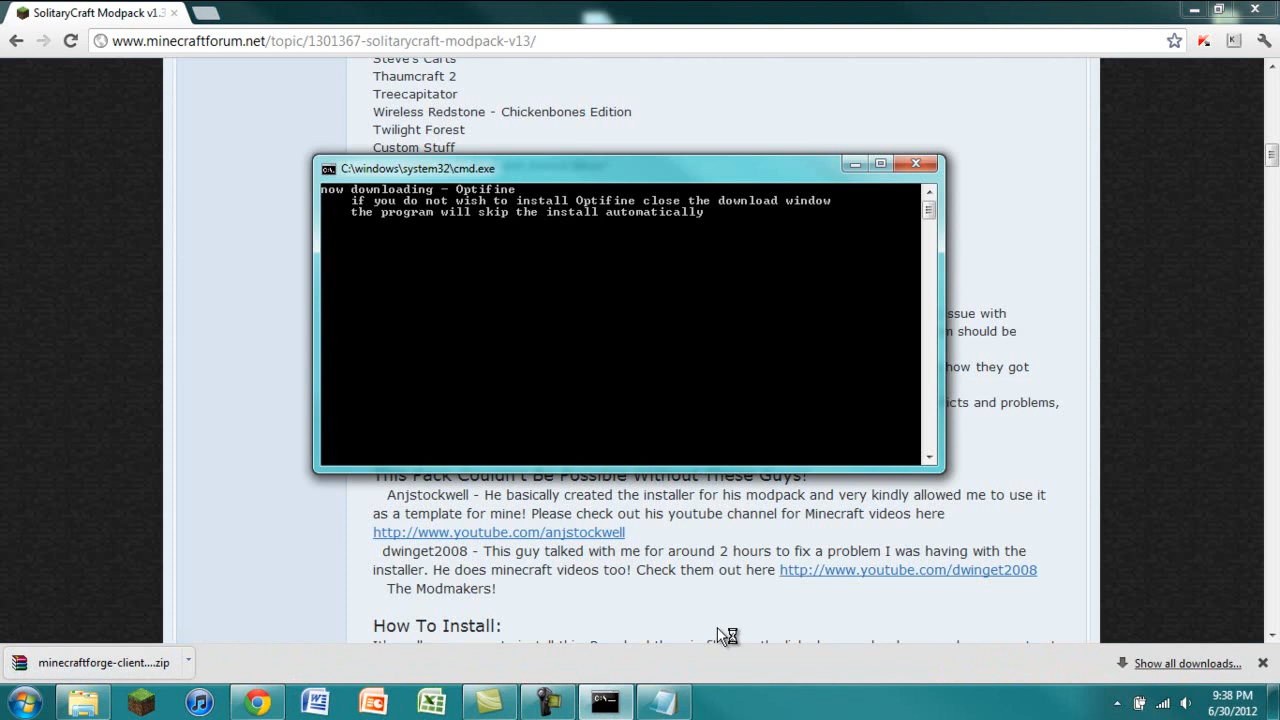 SolitaryCraft Modpack v1.3
www.minecraftforum.net/topic/1301367-solitarycraft-modpack-v13/
Steve's Carts
Thaumcraft 2
Treecapitator
Wireless Redstone - Chickenbones Edition
Twilight Forest
Custom Stuff
C:\windows\system32\cmd.exe
now downloading - Optifine
if you do not wish to install Optifine close the download window
the program will skip the install automatically
ssue with
m should be
how they got
icts and problems,
This Pack Couldn't Be Possible Without These Guys!
Anjstockwell - He basically created the installer for his modpack and very kindly allowed me to use it
as a template for mine! Please check out his youtube channel for Minecraft videos here
http://www.youtube.com/anjstockwell
dwinget2008 - This guy talked with me for around 2 hours to fix a problem I was having with the
installer. He does minecraft videos too! Check them out here http://www.youtube.com/dwinget2008
The Modmakers!
How To Install:
minecraftforge-client....zip
Show all downloads...
9:38 PM
6/30/2012